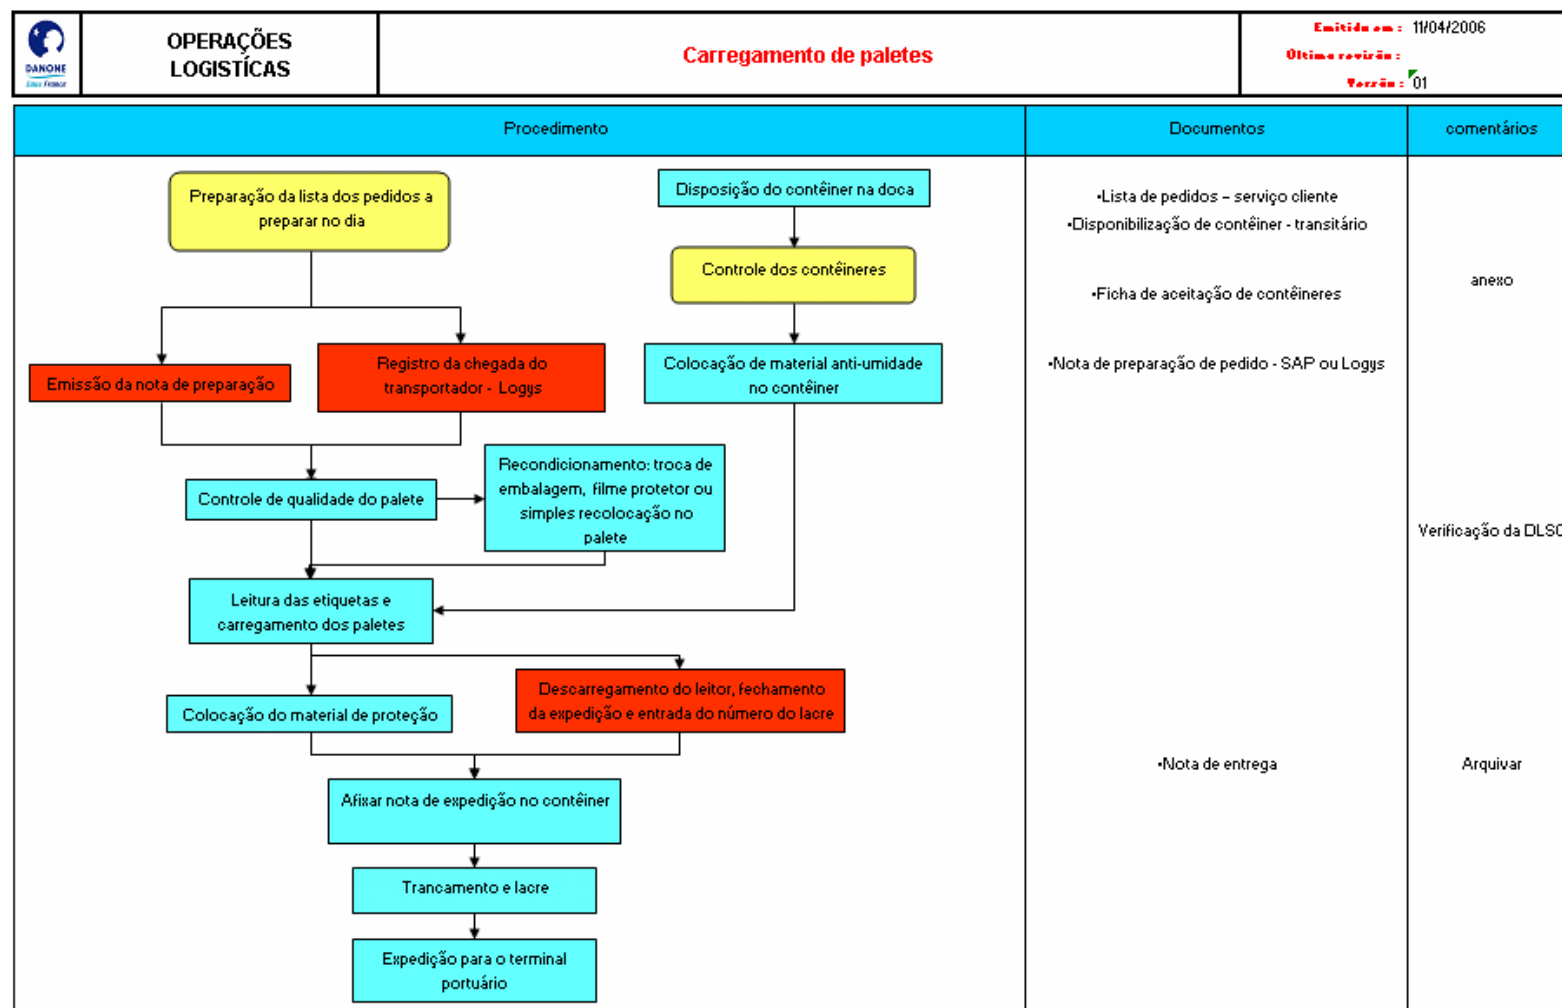 DANONE
OPERAÇÕES
LOGISTÍCAS
Carregamento de paletes
Emitido em : 11/04/2006
Última revisão :
Versão : 01
Procedimento
Documentos
comentários
Preparação da lista dos pedidos a
preparar no dia
Disposição do contêiner na doca
•Lista de pedidos – serviço cliente
•Disponibilização de contêiner - transitário
Controle dos contêineres
•Ficha de aceitação de contêineres
anexo
Emissão da nota de preparação
Registro da chegada do
transportador - Logys
Colocação de material anti-umidade
no contêiner
•Nota de preparação de pedido - SAP ou Logys
Controle de qualidade do palete
Recondicionamento: troca de
embalagem, filme protetor ou
simples recolocação no
palete
Verificação da DLSO
Leitura das etiquetas e
carregamento dos paletes
Colocação do material de proteção
Descarregamento do leitor, fechamento
da expedição e entrada do número do lacre
•Nota de entrega
Arquivar
Afixar nota de expedição no contêiner
Trancamento e lacre
Expedição para o terminal
portuário